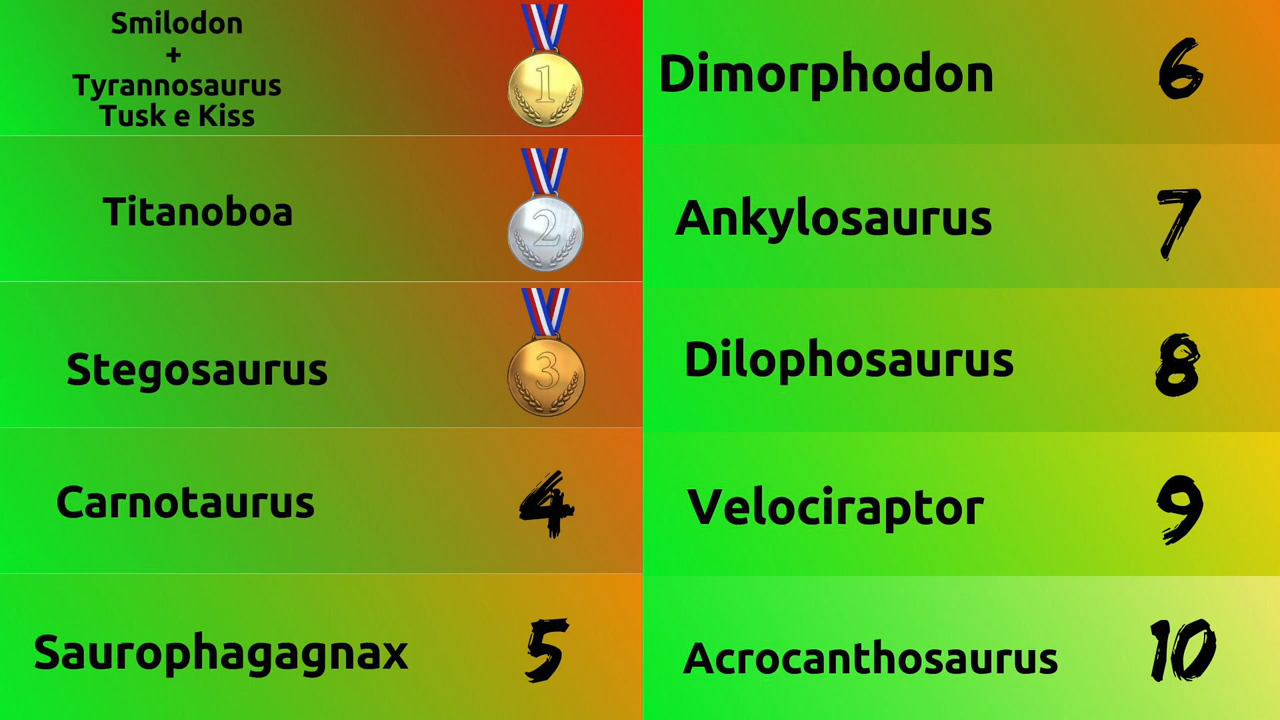 Smilodon
+
Tyrannosaurus
Tusk e Kiss
1
Titanoboa
2
Stegosaurus
3
Carnotaurus
4
Saurophagagnax
5
Dimorphodon
6
Ankylosaurus
7
Dilophosaurus
8
Velociraptor
9
Acrocanthosaurus
10